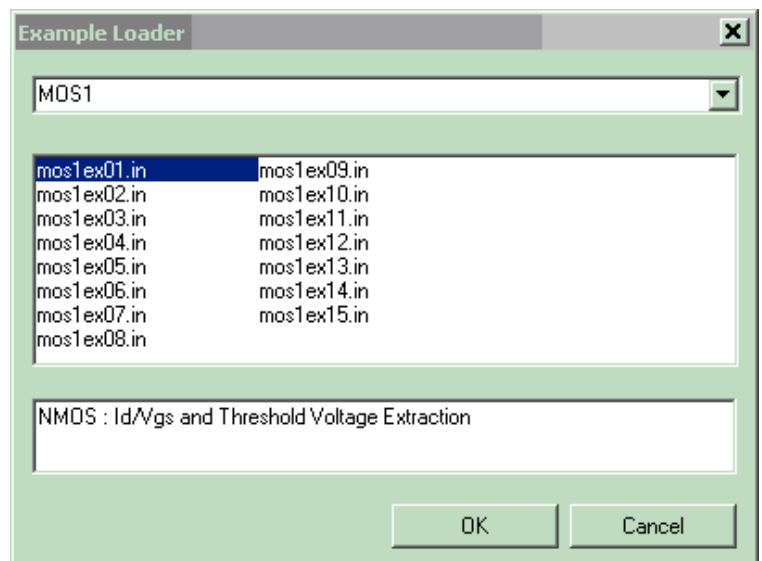 Example Loader
MOS1
mos1ex01.in
mos1ex02.in
mos1ex03.in
mos1ex04.in
mos1ex05.in
mos1ex06.in
mos1ex07.in
mos1ex08.in
mos1ex09.in
mos1ex10.in
mos1ex11.in
mos1ex12.in
mos1ex13.in
mos1ex14.in
mos1ex15.in
NMOS : Id/Vgs and Threshold Voltage Extraction
OK
Cancel